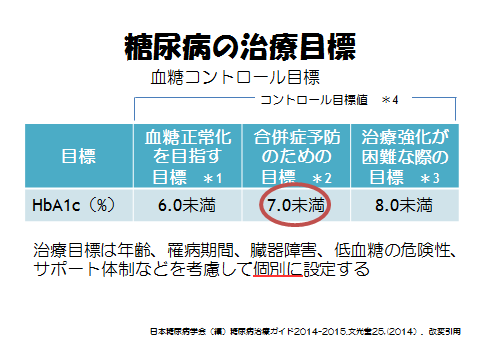 糖尿病の治療目標
血糖コントロール目標
コントロール目標値 ＊4
目標
血糖正常化
を目指す
目標 ＊1
合併症予防
のための
目標 ＊2
治療強化が
困難な際の
目標 ＊3
HbA1c（%）
6.0未満
7.0未満
8.0未満
治療目標は年齢、罹病期間、臓器障害、低血糖の危険性、
サポート体制などを考慮して個別に設定する
日本糖尿病学会（編）糖尿病治療ガイド2014-2015.文光堂25.（2014）．改変引用